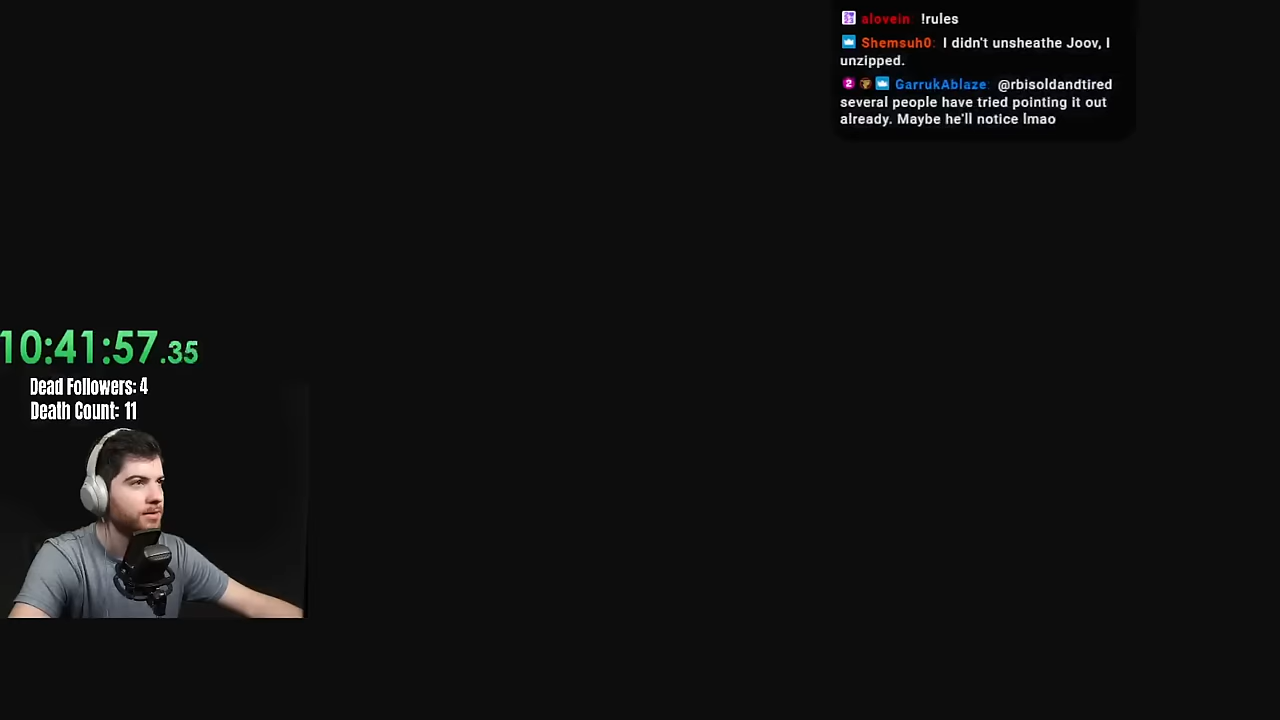 alovein: !rules
Shemsuh0: I didn't unsheathe Joov, I
unzipped.
2 GarrukAblaze: @rbisoldandtired
several people have tried pointing it out
already. Maybe he'll notice lmao
10:41:57.35
Dead Followers: 4
Death Count: 11